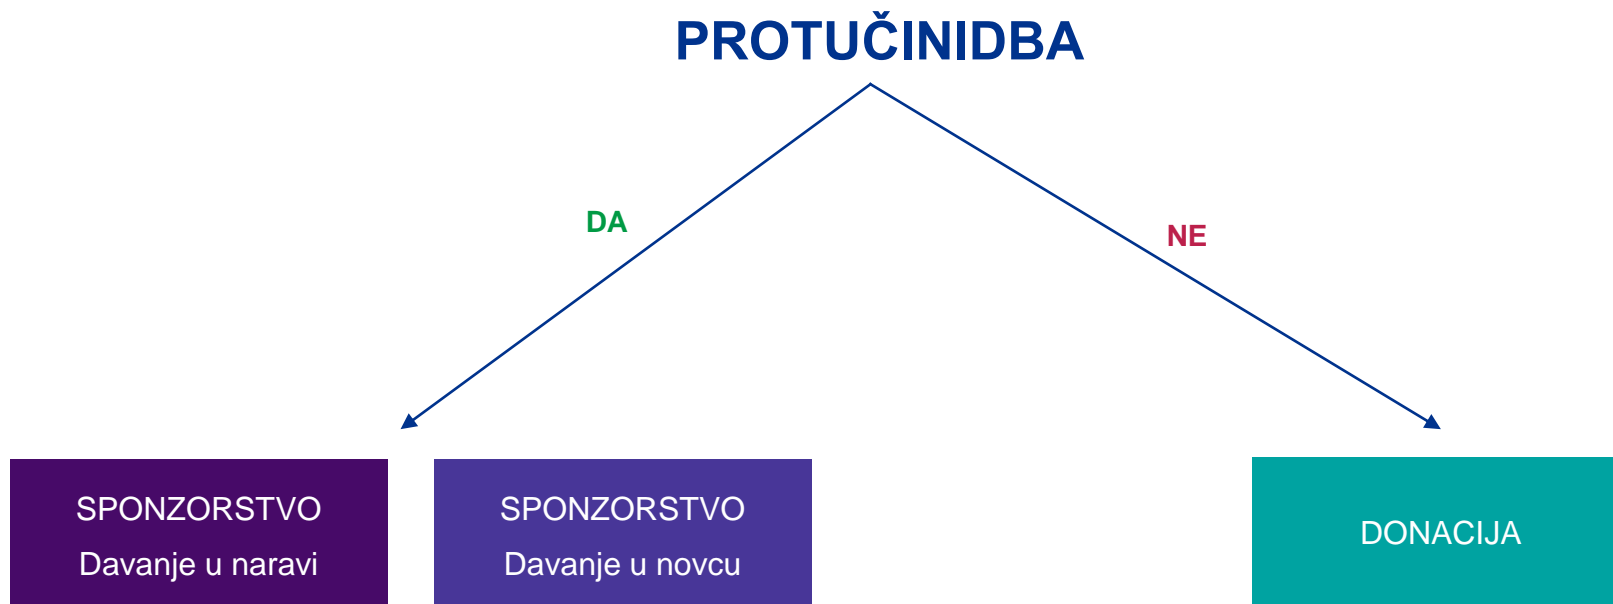 PROTUČINIDBA
DA
NE
SPONZORSTVO
Davanje u naravi
SPONZORSTVO
Davanje u novcu
DONACIJA